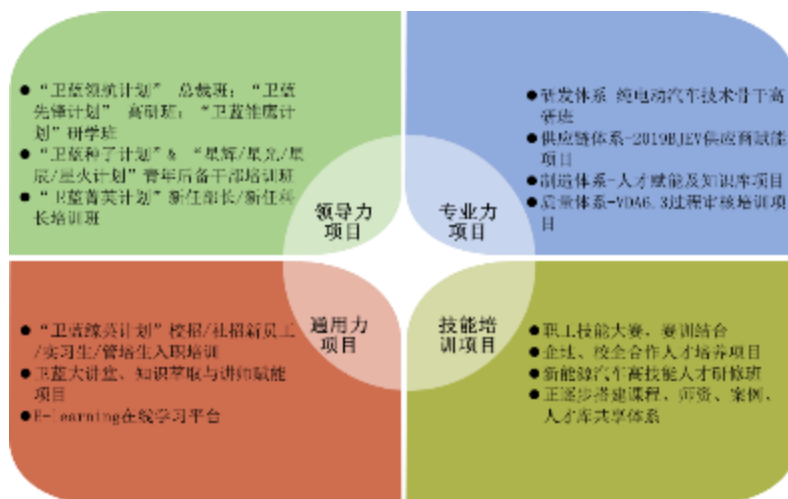 ●“卫蓝领航计划” 总裁班；“卫蓝
先锋计划” 高研班；“卫蓝雏鹰计
划”研学班
●“卫蓝种子计划”&“星辉/星光/星
辰/星火计划”青年后备干部培训班
●“卫蓝菁英计划”新任部长/新任科
长培训班
领导力
项目
●研发体系 纯电动汽车技术骨干高
研班
●供应链体系-2019BJEV供应商赋能
项目
●制造体系-人才赋能及知识库项目
●质量体系-VDA6.3过程审核培训项
目
专业力
项目
●“卫蓝缤英计划”校招/社招新员工
/实习生/管培生入职培训
●卫蓝大讲堂、知识萃取与讲师赋能
项目
●E-learning在线学习平台
通用力
项目
●职工技能大赛，赛训结合
●企地、校企合作人才培养项目
●新能源汽车高技能人才研修班
●正逐步搭建课程、师资、案例、
人才库共享体系
技能培
训项目